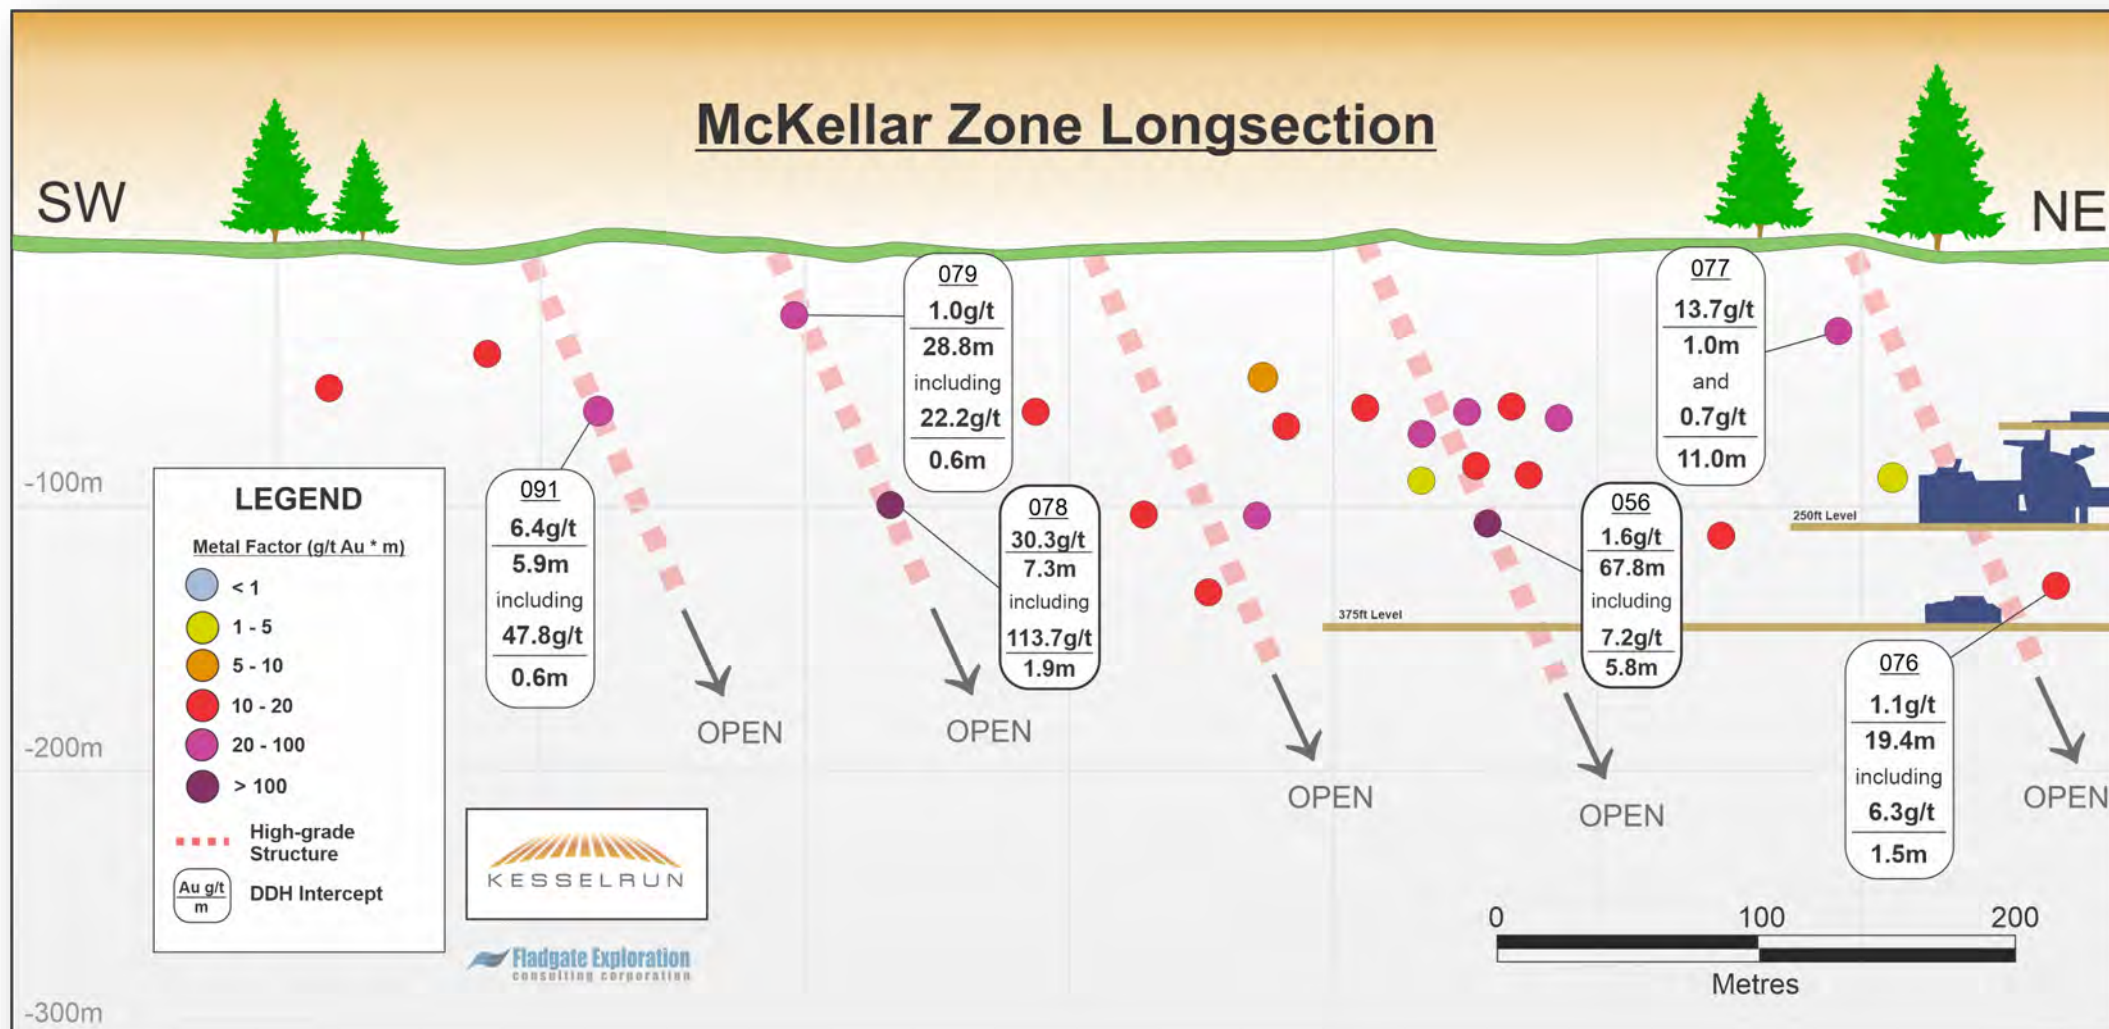 McKellar Zone Longsection
SW
NE
079
1.0g/t
28.8m
including
22.2g/t
0.6m
077
13.7g/t
1.0m
and
0.7g/t
11.0m
-100m
-200m
-300m
LEGEND
Metal Factor (g/t Au * m)
< 1
1 - 5
5 - 10
10 - 20
20 - 100
> 100
High-grade
Structure
Au g/t
m
DDH Intercept
091
6.4g/t
5.9m
including
47.8g/t
0.6m
078
30.3g/t
7.3m
including
113.7g/t
1.9m
056
1.6g/t
67.8m
including
7.2g/t
5.8m
250ft Level
375ft Level
076
1.1g/t
19.4m
including
6.3g/t
1.5m
OPEN
OPEN
OPEN
OPEN
OPEN
KESSELRUN
Fladgate Exploration
consulting corporation
0 100 200
Metres